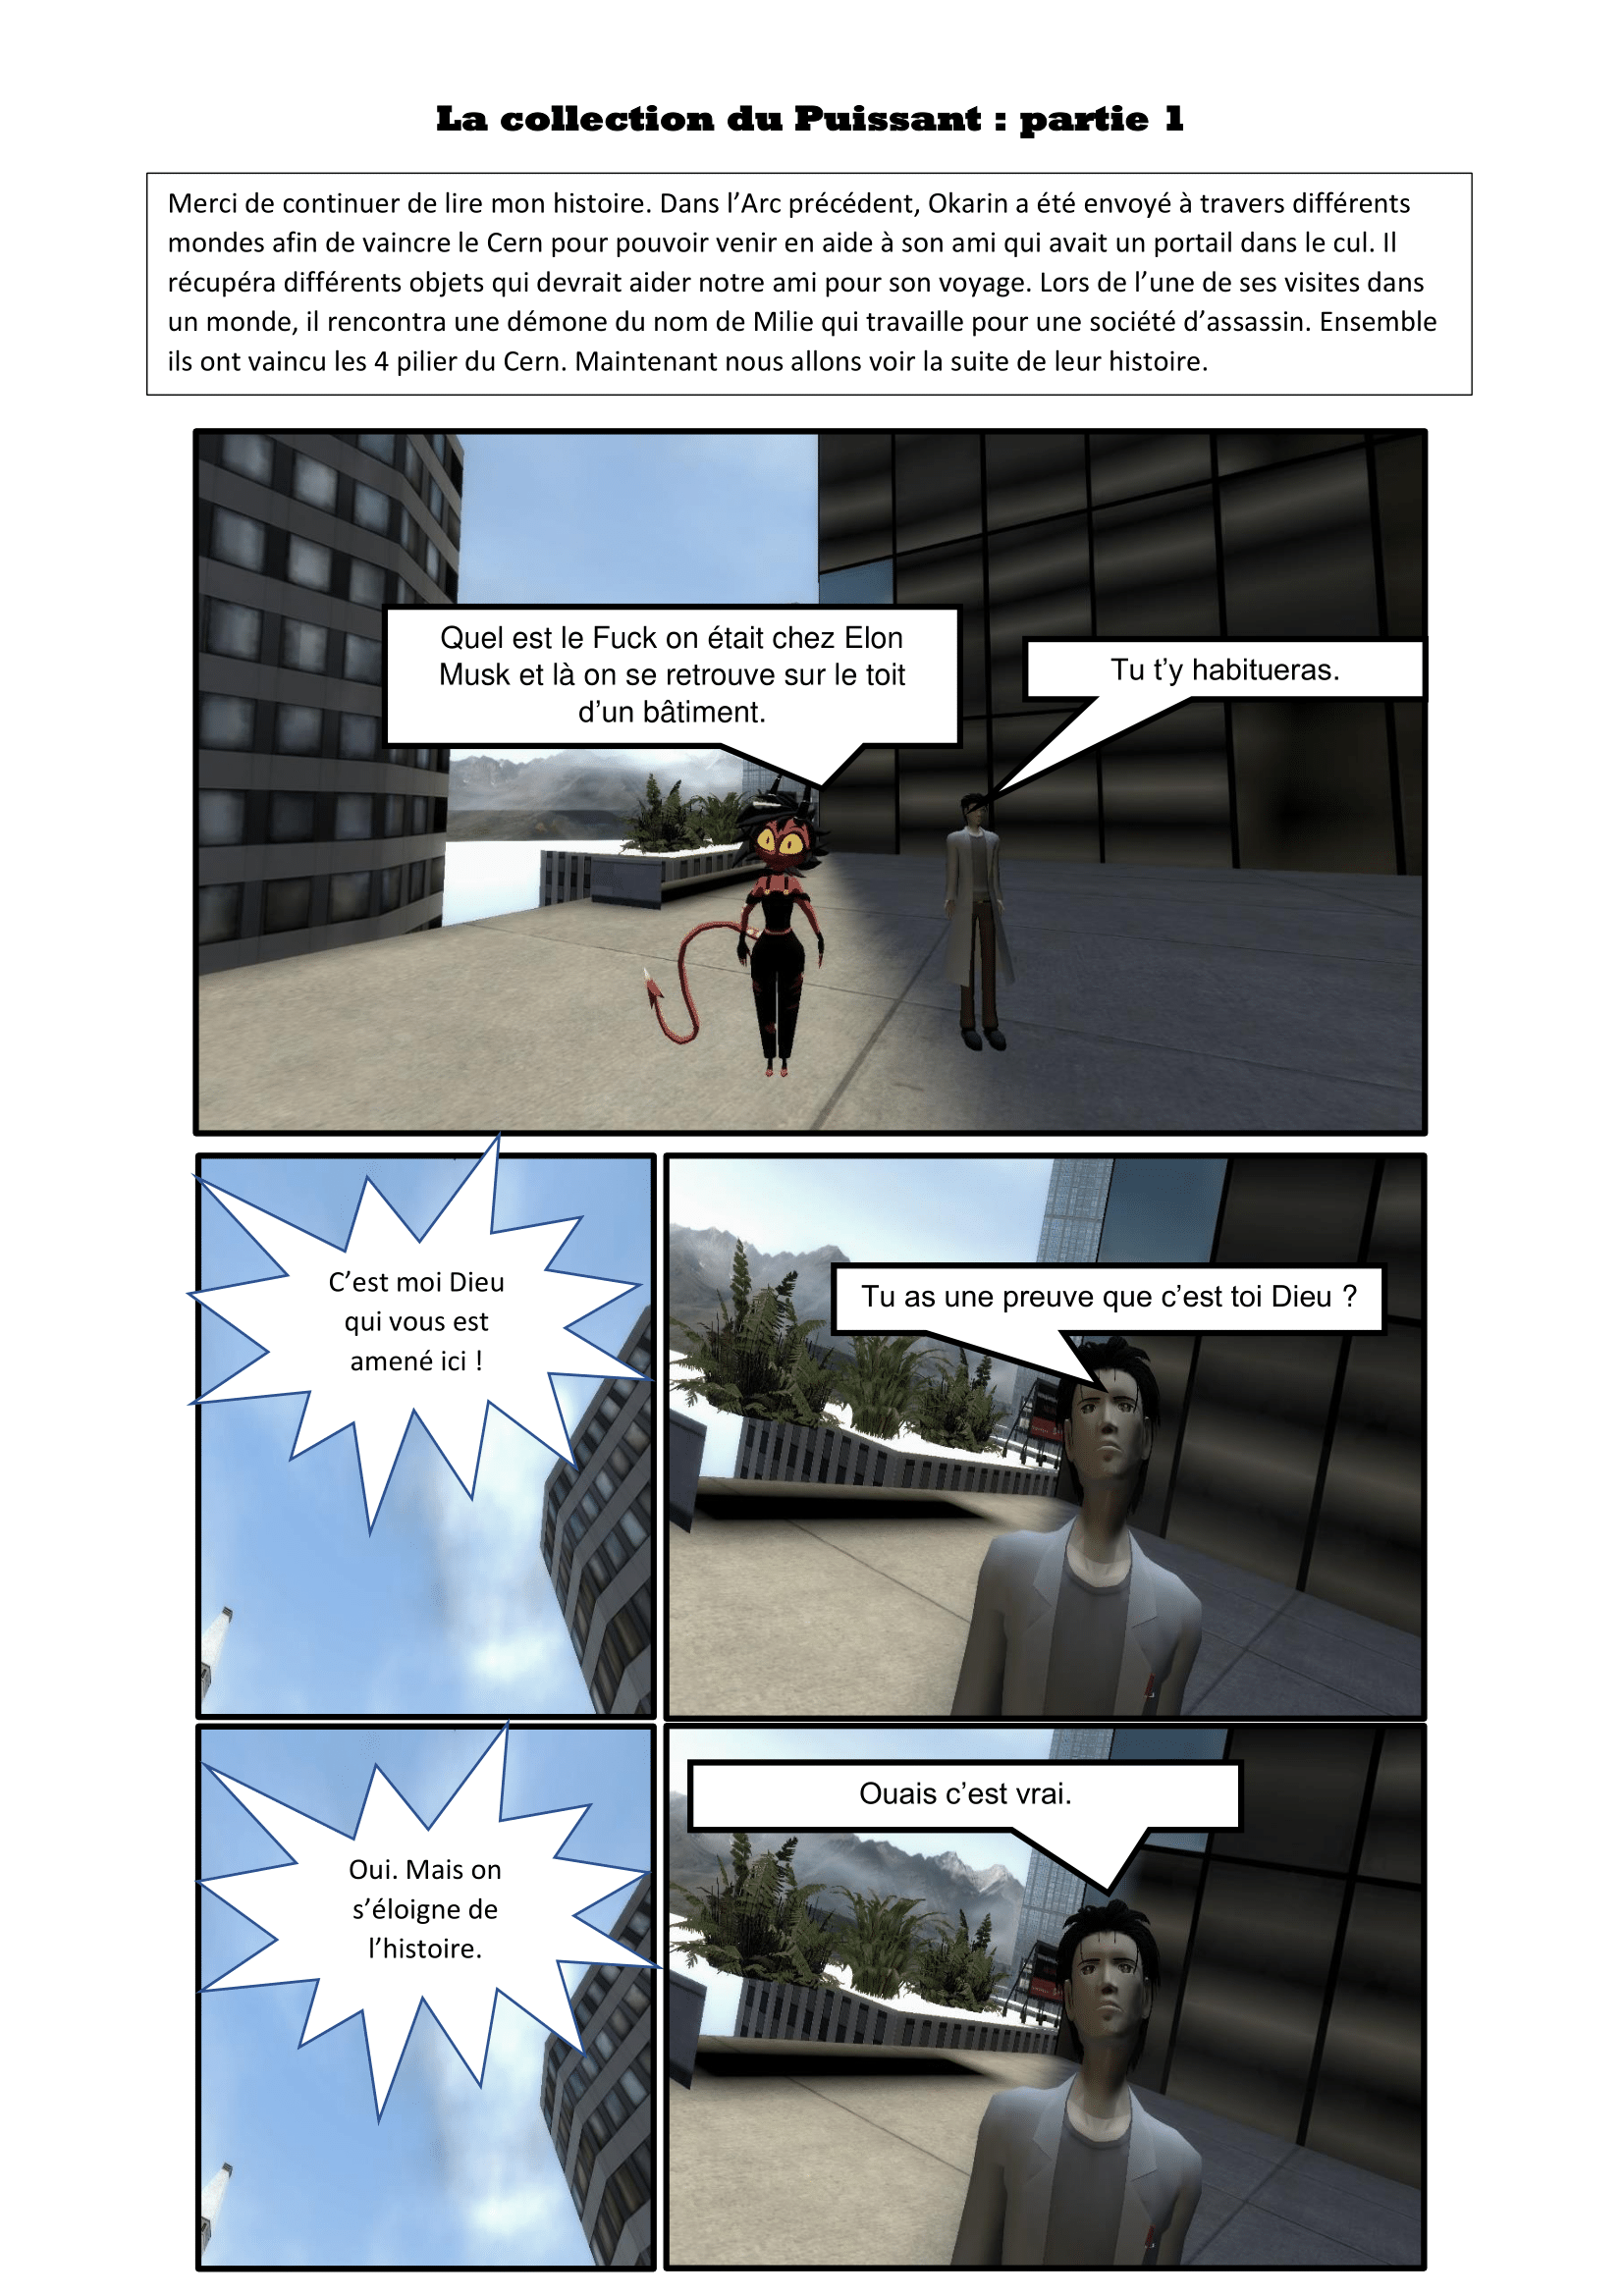 La collection du Puissant : partie 1
Merci de continuer de lire mon histoire. Dans l’Arc précédent, Okarin a été envoyé à travers différents
mondes afin de vaincre le Cern pour pouvoir venir en aide à son ami qui avait un portail dans le cul. Il
récupéra différents objets qui devrait aider notre ami pour son voyage. Lors de l’une de ses visites dans
un monde, il rencontra une démone du nom de Milie qui travaille pour une société d’assassin. Ensemble
ils ont vaincu les 4 pilier du Cern. Maintenant nous allons voir la suite de leur histoire.
Quel est le Fuck on était chez Elon
Musk et là on se retrouve sur le toit
d’un bâtiment.
Tu t’y habitueras.
C’est moi Dieu
qui vous est
amené ici !
Tu as une preuve que c’est toi Dieu ?
Oui. Mais on
s’éloigne de
l’histoire.
Ouais c’est vrai.